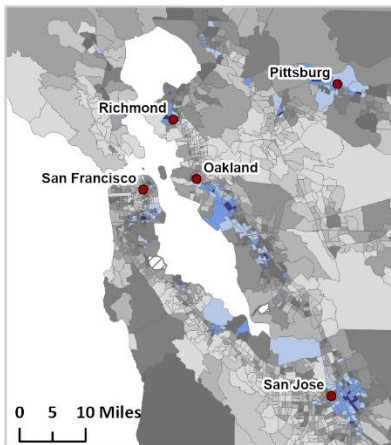 Pittsburg
Richmond
Oakland
San Francisco
San Jose
0 5 10 Miles